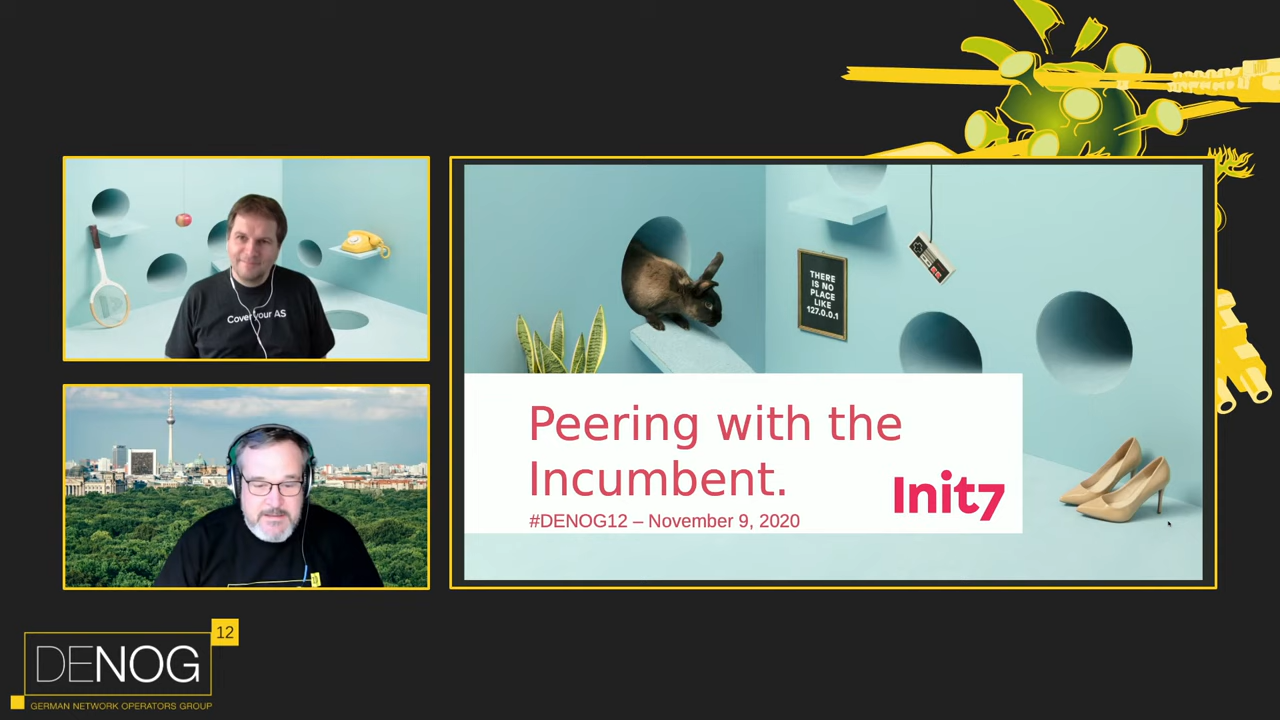 Cover your AS
THERE
IS NO
PLACE
LIKE
127.0.0.1
Peering with the
Incumbent.
#DENOG12 – November 9, 2020
Init7
12
DENOG
GERMAN NETWORK OPERATORS GROUP